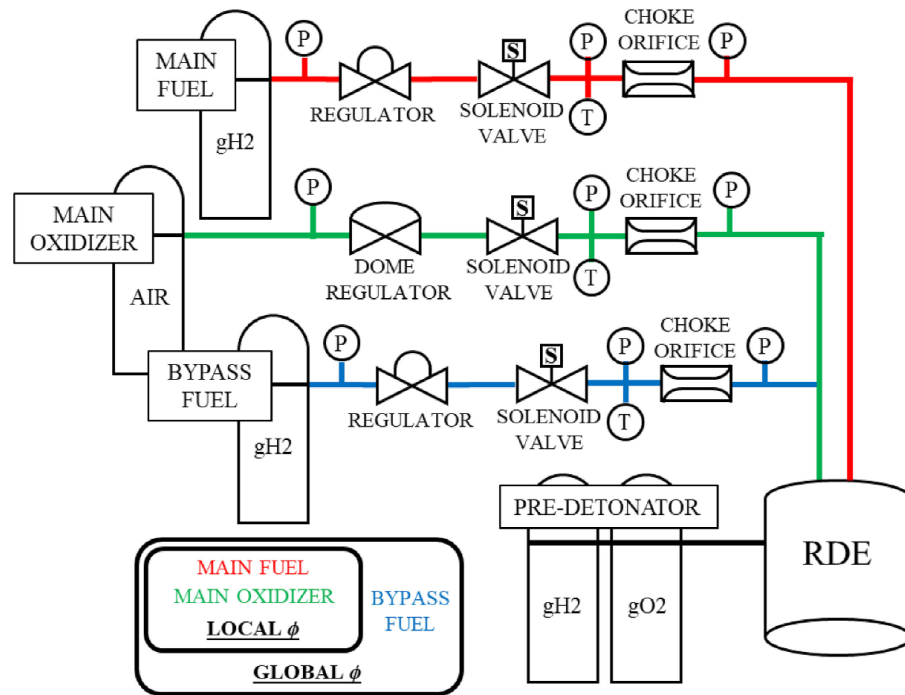 MAIN
FUEL
gH2
P
REGULATOR
S
SOLENOID
VALVE
P
T
CHOKE
ORIFICE
P
MAIN
OXIDIZER
AIR
P
DOME
REGULATOR
S
SOLENOID
VALVE
P
T
CHOKE
ORIFICE
P
BYPASS
FUEL
gH2
P
REGULATOR
S
SOLENOID
VALVE
P
T
CHOKE
ORIFICE
P
PRE-DETONATOR
gH2
gO2
RDE
MAIN FUEL
MAIN OXIDIZER
LOCAL ϕ
BYPASS
FUEL
GLOBAL ϕ